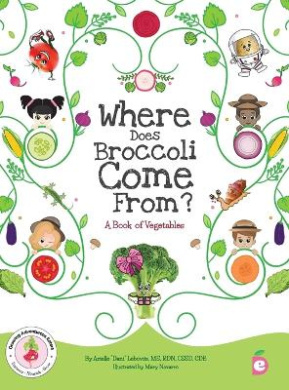 Where
Does
Broccoli
Come
From?
A Book of Vegetables
By Arielle "Dani" Lebovitz, MS, RDN, CSSD, CDE
Illustrated by Mary Navarro
e